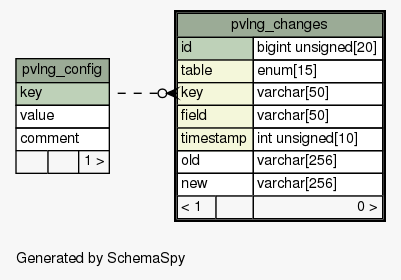 pvlng_config
key
value
comment
1 >
pvlng_changes
id bigint unsigned[20]
table enum[15]
key varchar[50]
field varchar[50]
timestamp int unsigned[10]
old varchar[256]
new varchar[256]
< 1 0 >
Generated by SchemaSpy